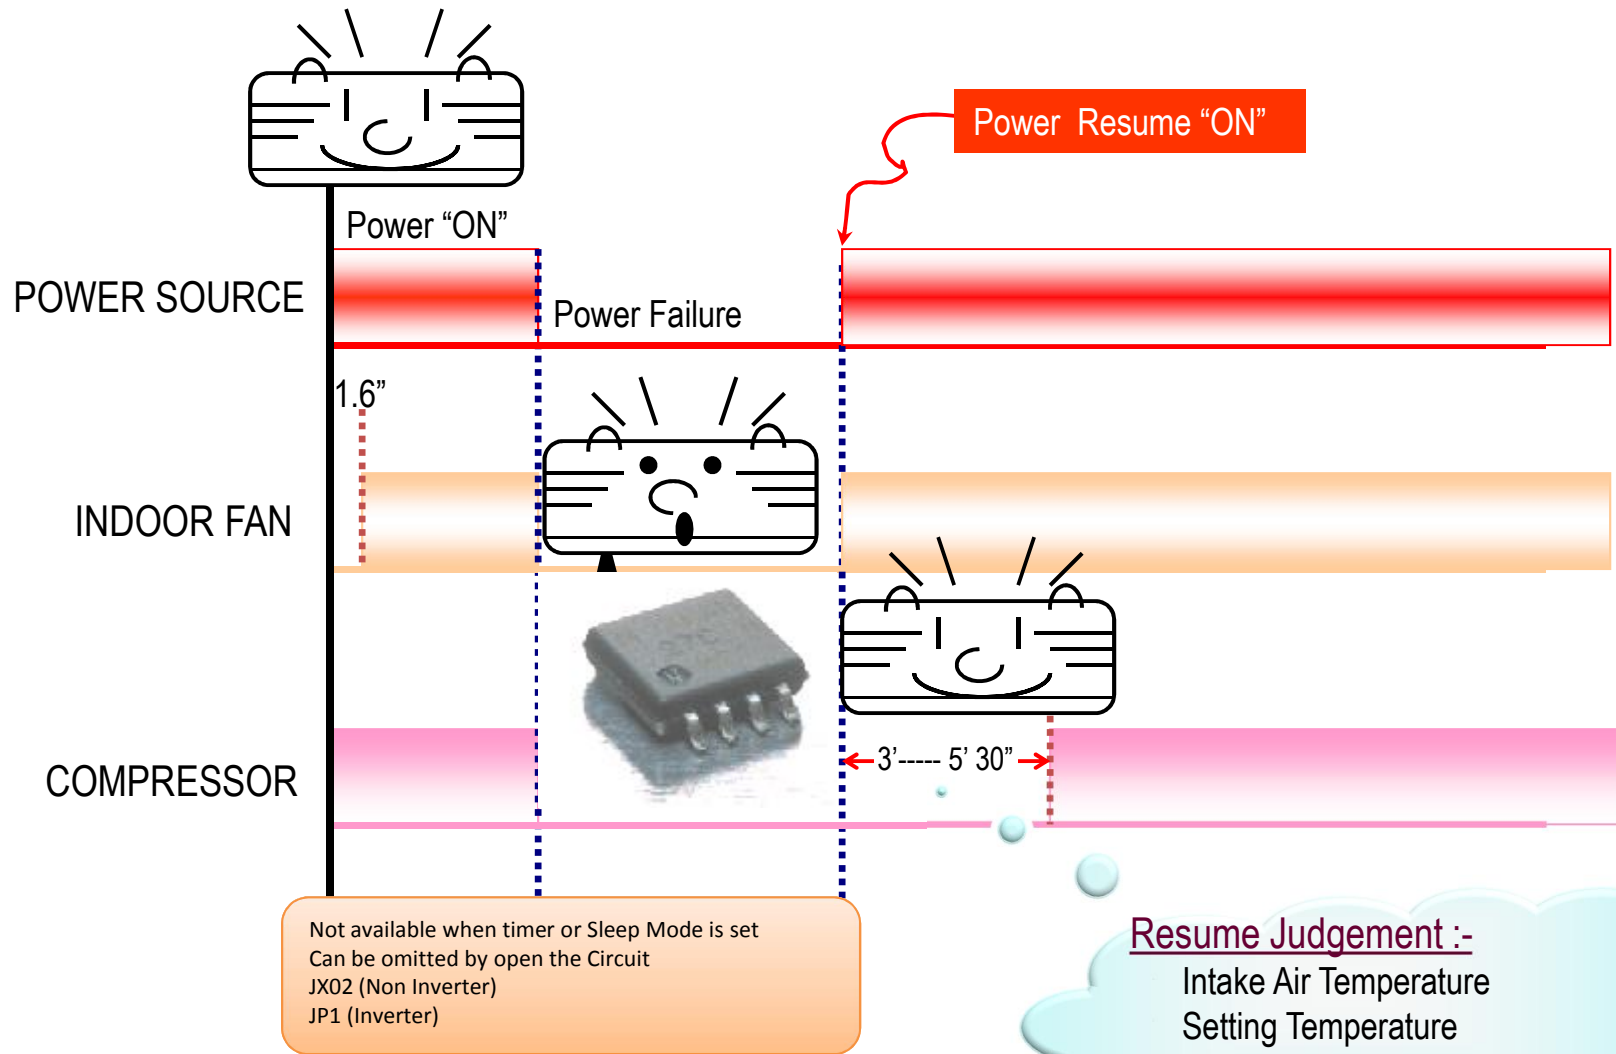 Power Resume “ON”
Power “ON”
POWER SOURCE
Power Failure
1.6”
INDOOR FAN
COMPRESSOR
3’----- 5’ 30”
Not available when timer or Sleep Mode is set
Can be omitted by open the Circuit
JX02 (Non Inverter)
JP1 (Inverter)
Resume Judgement :-
Intake Air Temperature
Setting Temperature